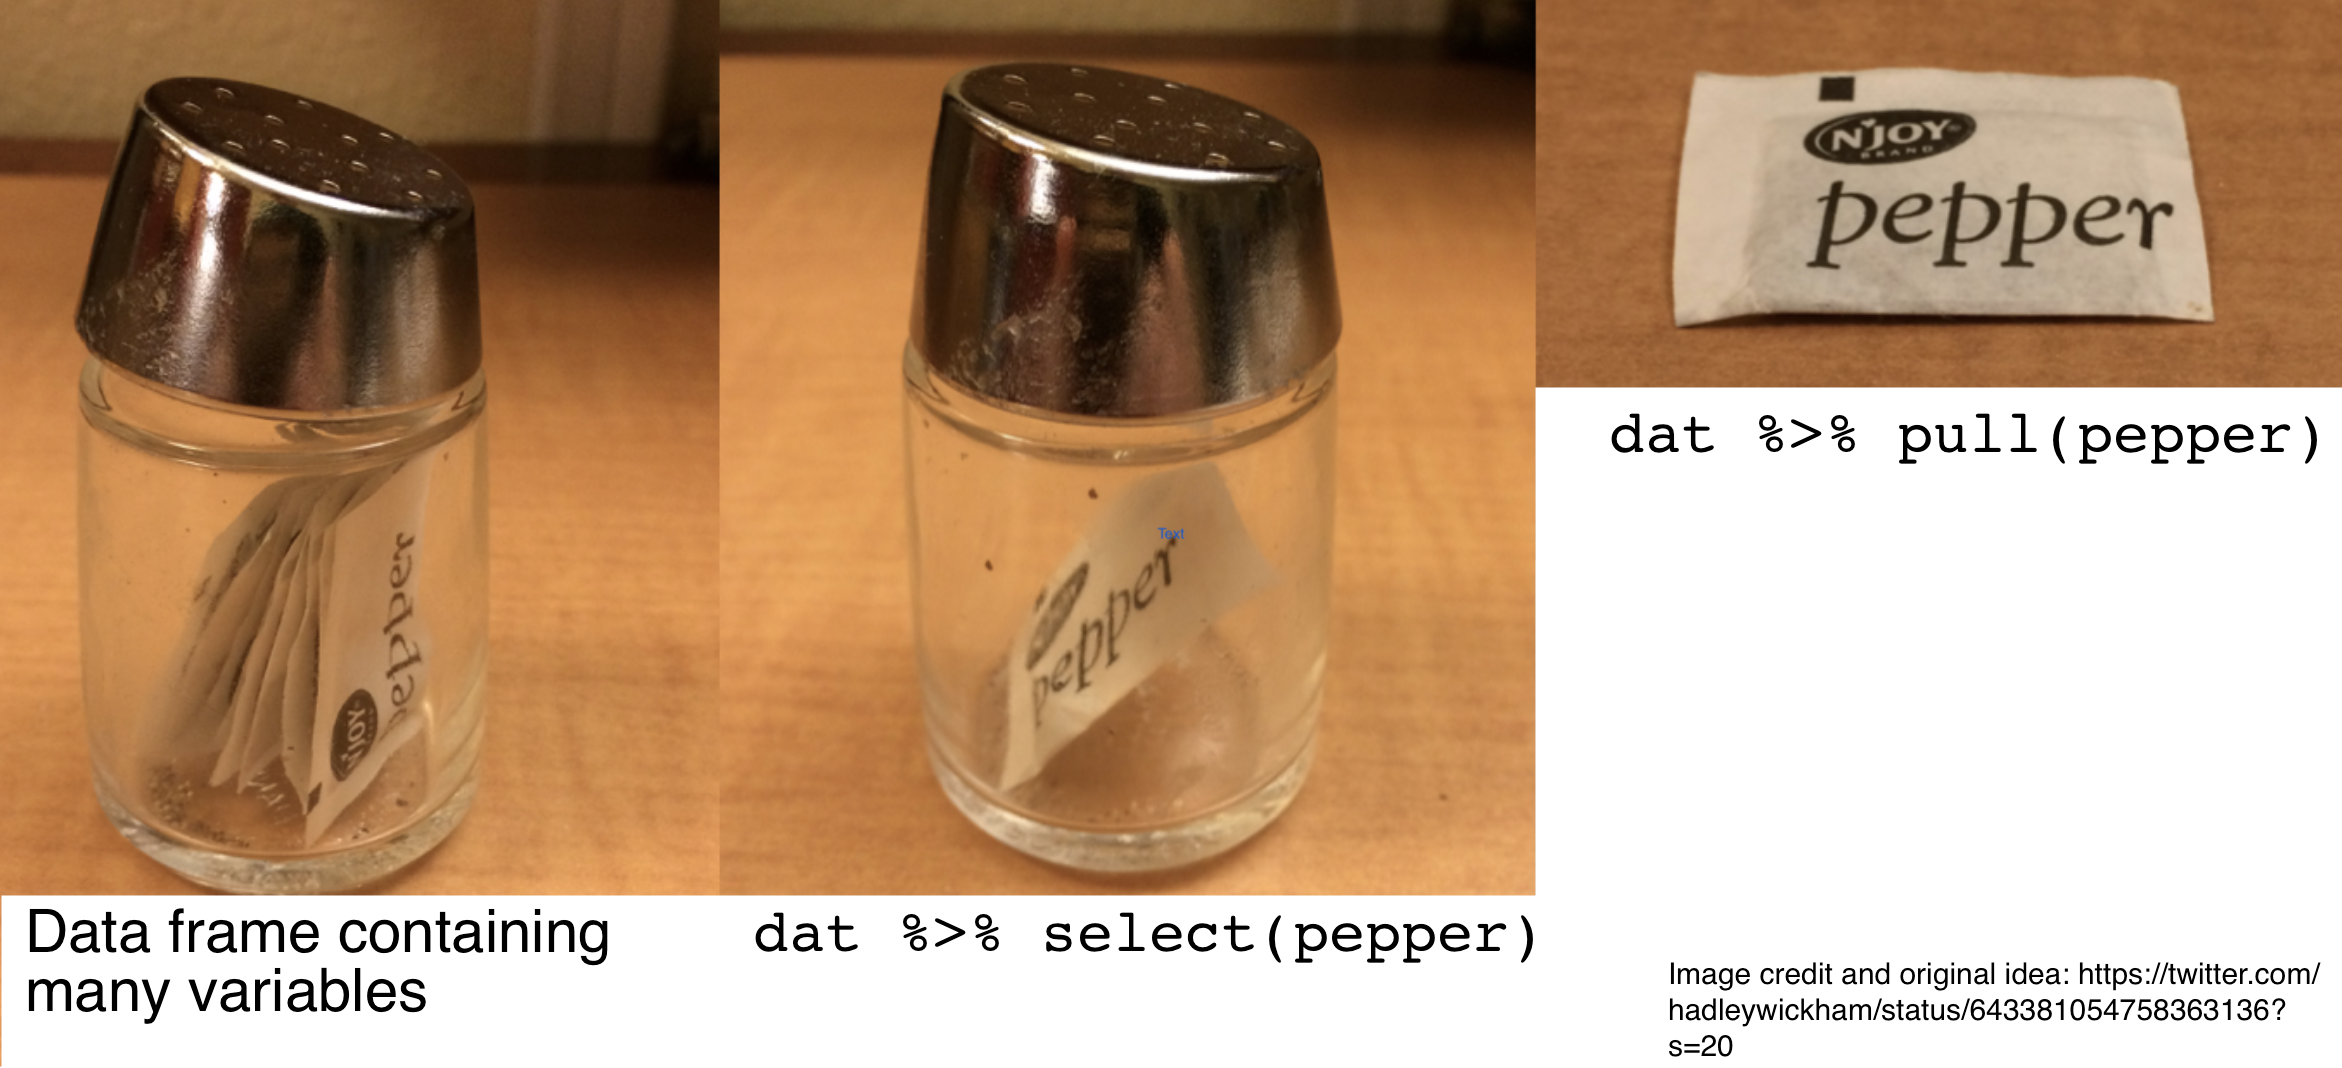 pepper
NJOY
Text
pepper
N'JOY
BRAND
pepper
dat %>% pull(pepper)
Data frame containing
many variables
dat %>% select(pepper)
Image credit and original idea: https://twitter.com/
hadleywickham/status/643381054758363136?
s=20